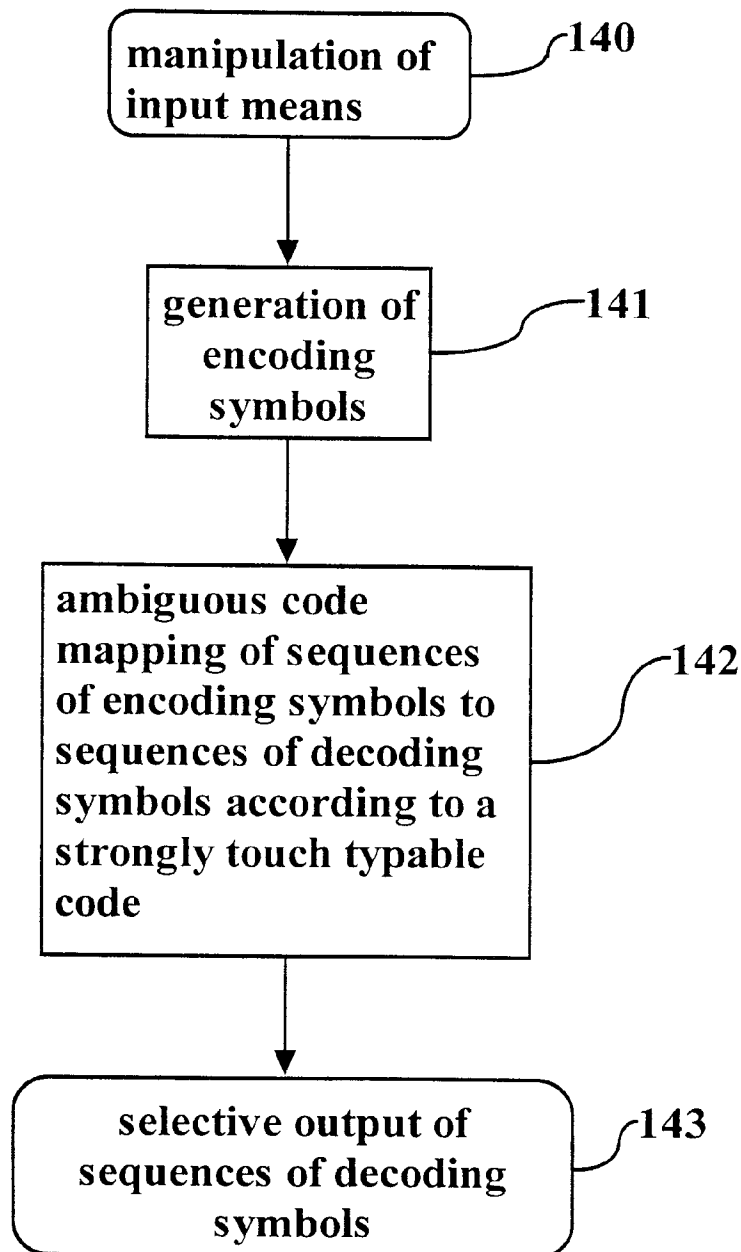 manipulation of
input means
140
generation of
encoding
symbols
141
ambiguous code
mapping of sequences
of encoding symbols to
sequences of decoding
symbols according to a
strongly touch typable
code
142
selective output of
sequences of decoding
symbols
143